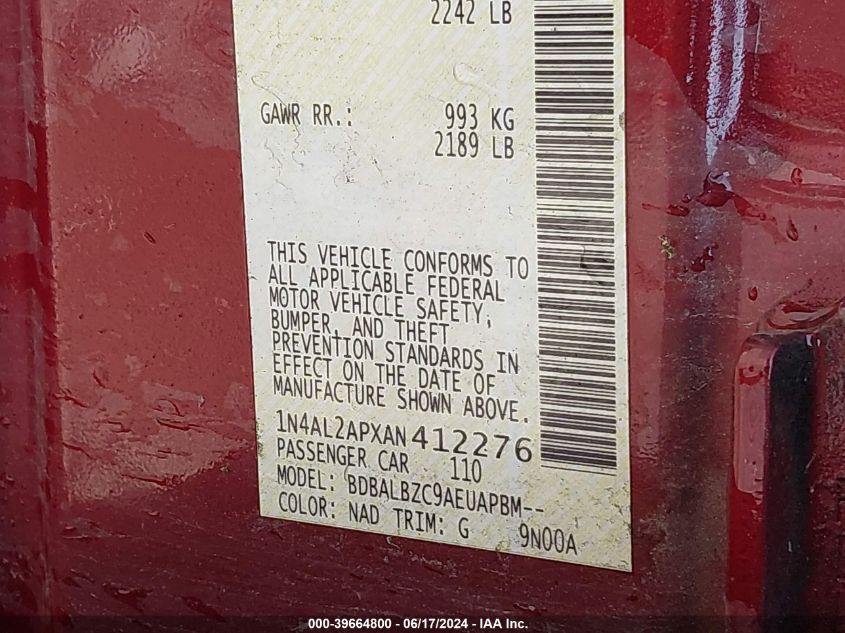 2242 LB
GAWR RR.: 993 KG
2189 LB
THIS VEHICLE CONFORMS TO
ALL APPLICABLE FEDERAL
MOTOR VEHICLE SAFETY,
BUMPER, AND THEFT
PREVENTION STANDARDS IN
EFFECT ON THE DATE OF
MANUFACTURE SHOWN ABOVE.
1N4AL2APXAN412276
PASSENGER CAR 110
MODEL: BDBALBZC9AEUAPBM--
COLOR: NAD TRIM: G 9N00A
000-39664800 - 06/17/2024 - IAA Inc.